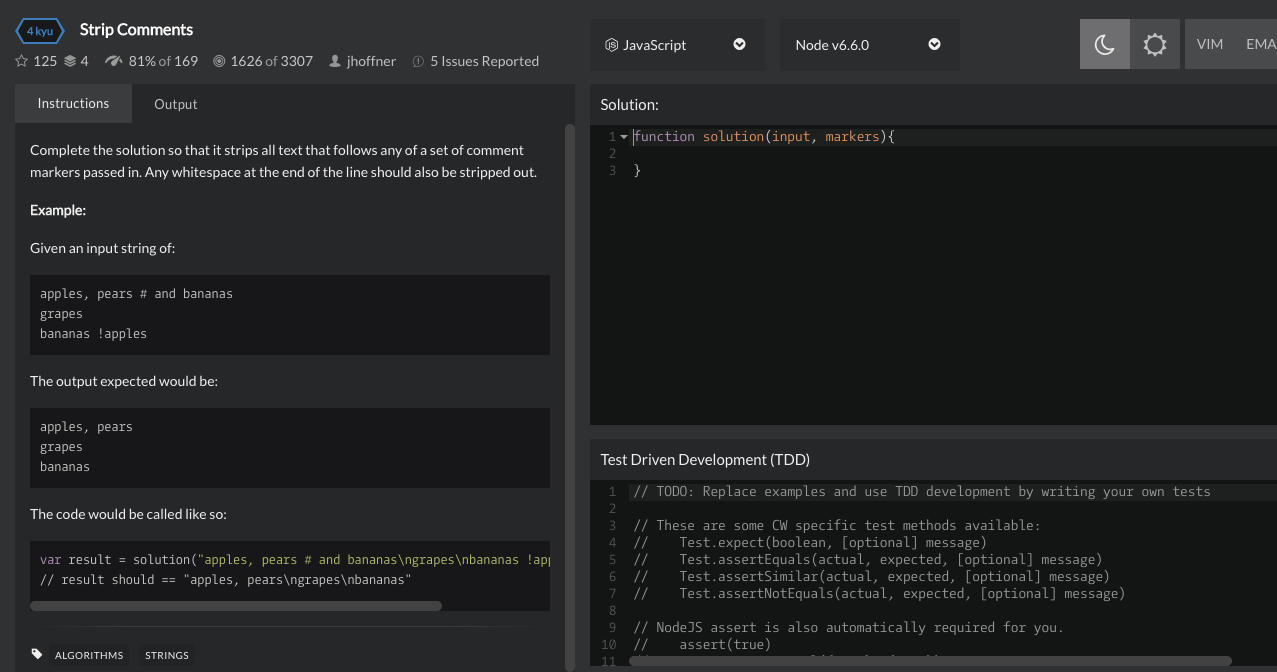 4 kyu Strip Comments
125 4 81% of 169 1626 of 3307 jhoffner 5 Issues Reported
JavaScript Node v6.6.0 VIM EMA
Instructions Output
Complete the solution so that it strips all text that follows any of a set of comment
markers passed in. Any whitespace at the end of the line should also be stripped out.
Example:
Given an input string of:
apples, pears # and bananas
grapes
bananas !apples
The output expected would be:
apples, pears
grapes
bananas
The code would be called like so:
var result = solution("apples, pears # and bananas\ngrapes\nbananas !app
// result should == "apples, pears\ngrapes\nbananas"
ALGORITHMS STRINGS
Solution:
1 function solution(input, markers){
2
3 }
Test Driven Development (TDD)
1 // TODO: Replace examples and use TDD development by writing your own tests
2
3 // These are some CW specific test methods available:
4 //    Test.expect(boolean, [optional] message)
5 //    Test.assertEquals(actual, expected, [optional] message)
6 //    Test.assertSimilar(actual, expected, [optional] message)
7 //    Test.assertNotEquals(actual, expected, [optional] message)
8
9 // NodeJS assert is also automatically required for you.
10 //    assert(true)
11